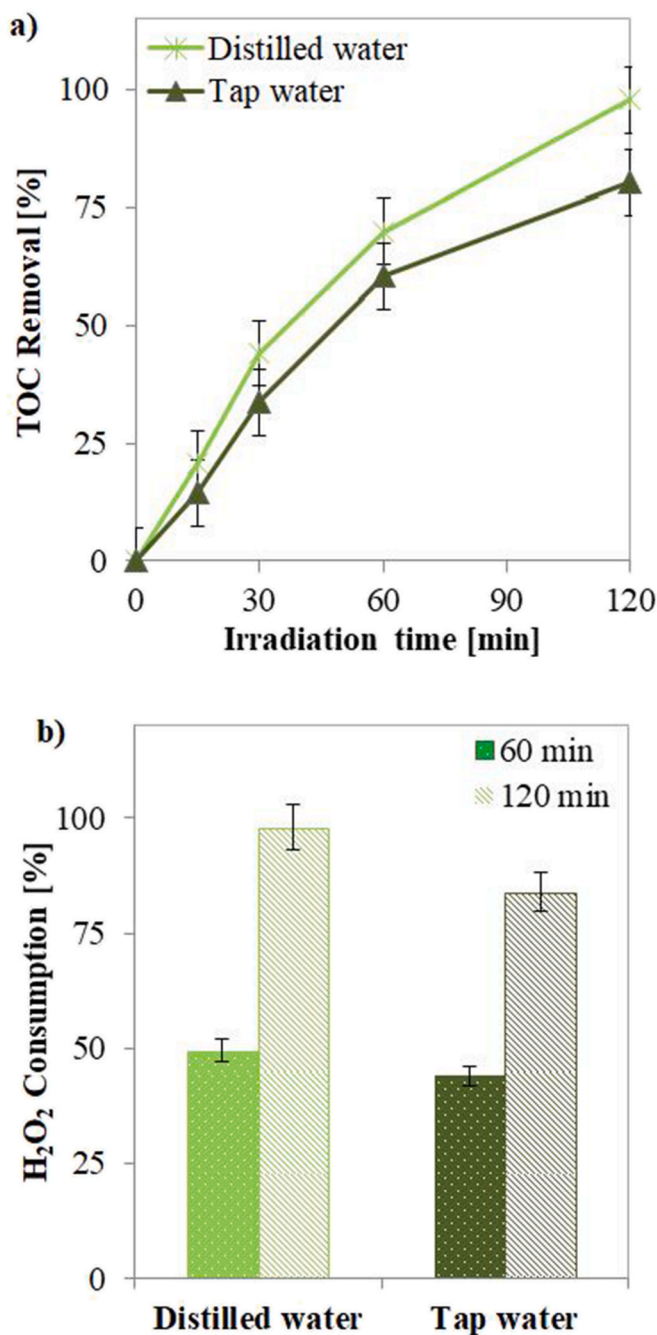 a)
Distilled water
Tap water
TOC Removal [%]
100
75
50
25
0
0 30 60 90 120
Irradiation time [min]
b)
60 min
120 min
H₂O₂ Consumption [%]
100
75
50
25
0
Distilled water Tap water